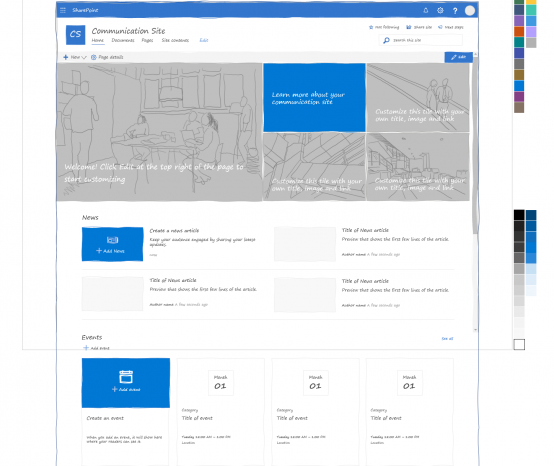 SharePoint
CS
Communication Site
Not following
Share site
Home
Documents
Pages
Site contents
Edit
Search this site
New
Page details
Edit
Learn more about your
communication site
Customize this tile with your
own title, image and link
Welcome! Click Edit at the top right of the page to
start customizing
Customize this tile with your
own title, image and link
Customize this tile with your
own title, image and link
News
Create a news article
Keep your audience engaged by sharing your latest
updates.
Add News
Title of News article
Preview that shows the first few lines of the article.
Author name A few seconds ago
Title of News article
Preview that shows the first few lines of the article.
Author name A few seconds ago
Title of News article
Preview that shows the first few lines of the article.
Author name A few seconds ago
Events
See all
Add event
Add event
Create an event
When you add an event, it will show here
where your readers can see it
Month
01
Category
Title of event
Tuesday 12:00 AM - 1:00 PM
Location
Month
01
Category
Title of event
Tuesday 12:00 AM - 1:00 PM
Location
Month
01
Category
Title of event
Tuesday 12:00 AM - 1:00 PM
Location